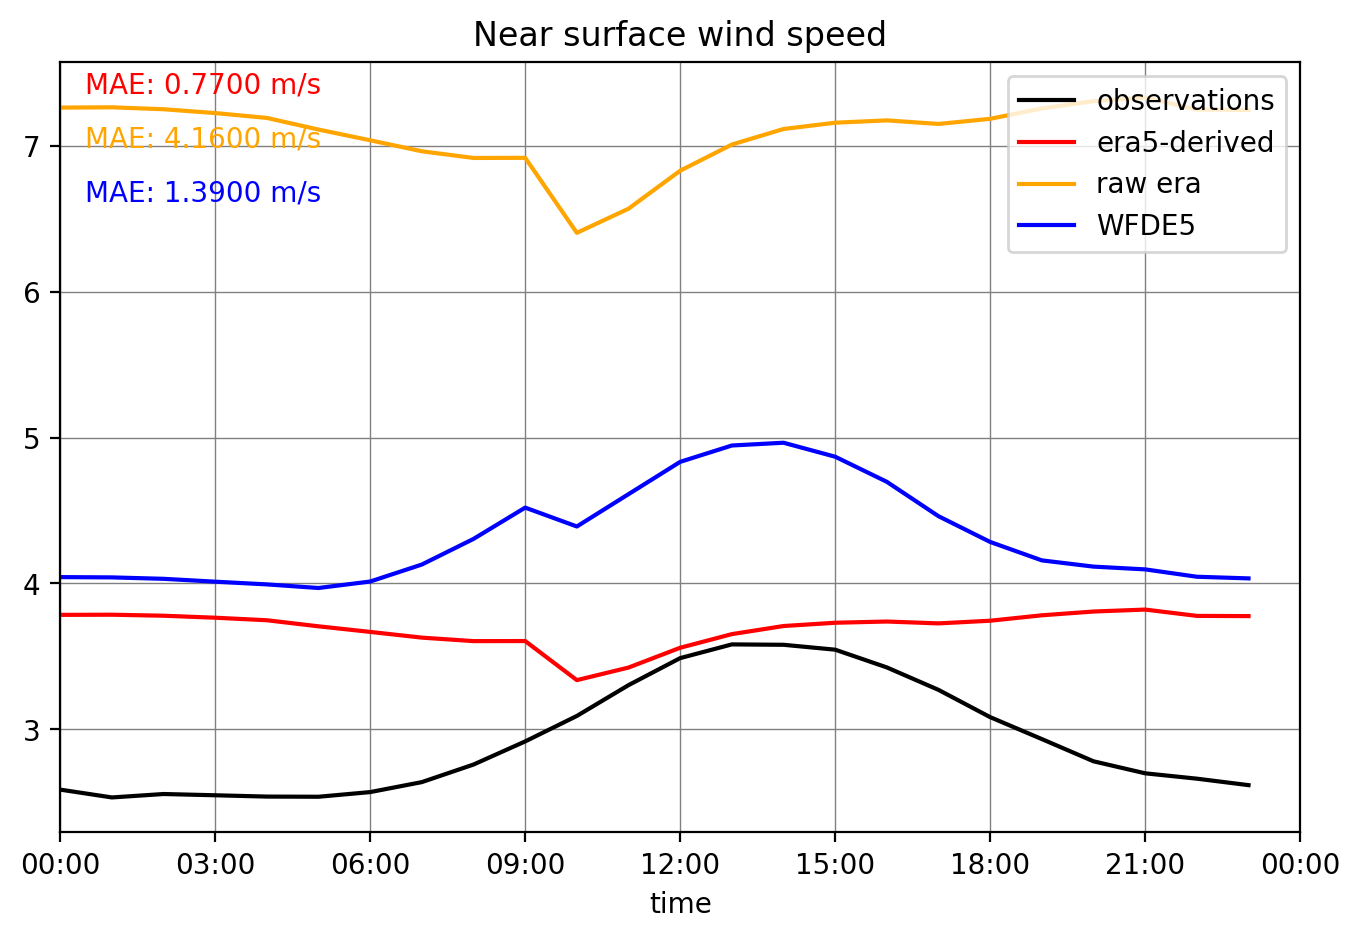 Near surface wind speed
MAE: 0.7700 m/s
MAE: 4.1600 m/s
MAE: 1.3900 m/s
observations
era5-derived
raw era
WFDE5
7
6
5
4
3
00:00 03:00 06:00 09:00 12:00 15:00 18:00 21:00 00:00
time